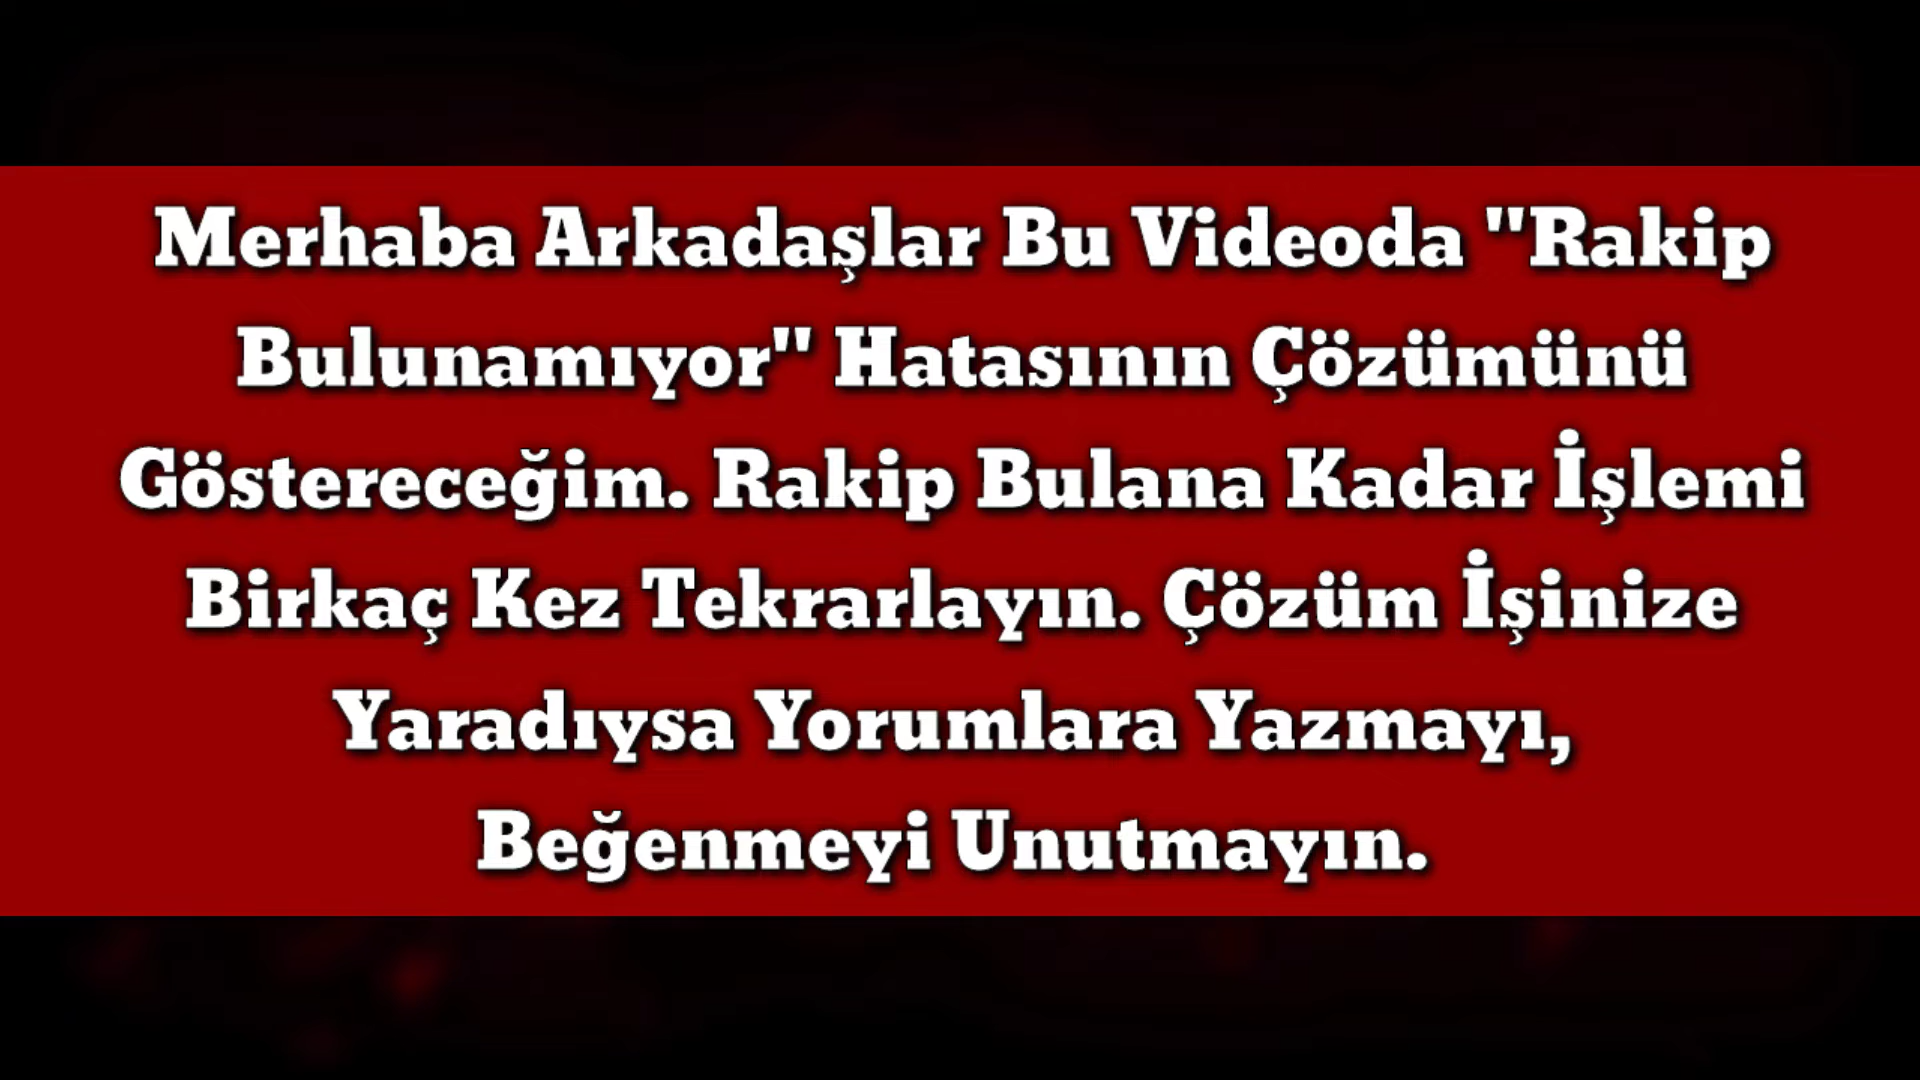 Merhaba Arkadaşlar Bu Videoda "Rakip
Bulunamıyor" Hatasının Çözümünü
Göstereceğim. Rakip Bulana Kadar İşlemi
Birkaç Kez Tekrarlayın. Çözüm İşinize
Yaradıysa Yorumlara Yazmayı,
Beğenmeyi Unutmayın.